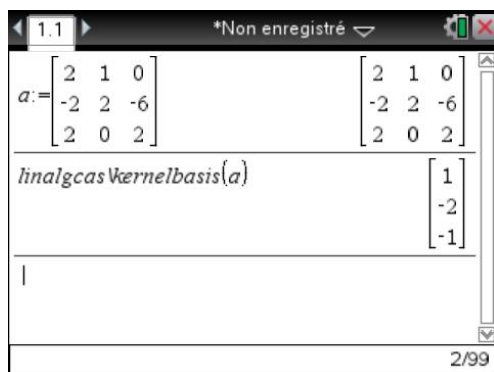 1.1 *Non enregistré
a:=[2 1 0 -2 2 -6 2 0 2] [2 1 0 -2 2 -6 2 0 2]
linalgcas\kernelbasis(a) [1 -2 -1]
2/99